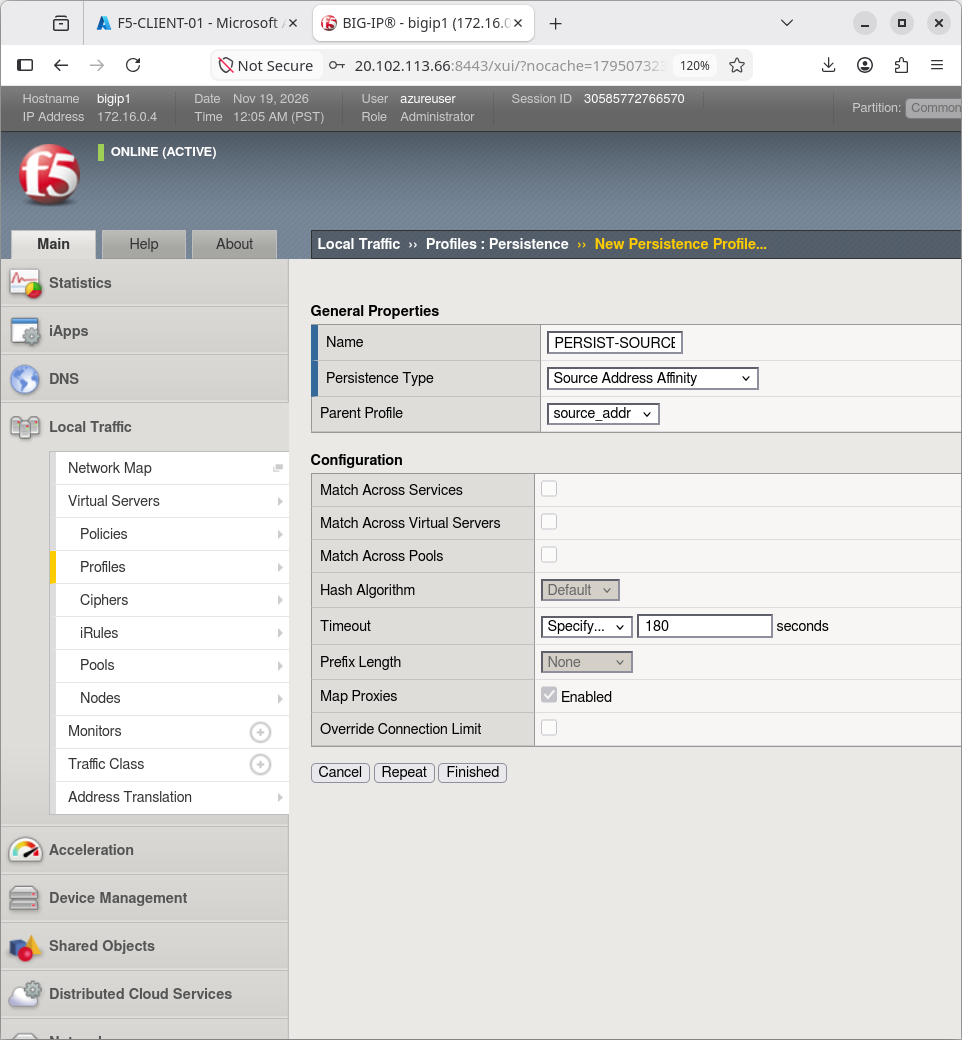 F5-CLIENT-01 - Microsoft
BIG-IP® - bigip1 (172.16.0
Not Secure
20.102.113.66:8443/xui/?nocache=179507323
120%
Hostname bigip1 Date Nov 19, 2026 User azureuser Session ID 30585772766570
IP Address 172.16.0.4 Time 12:05 AM (PST) Role Administrator
Partition: Common
f5
ONLINE (ACTIVE)
Main Help About
Local Traffic ›› Profiles : Persistence ›› New Persistence Profile...
Statistics
iApps
DNS
Local Traffic
Network Map
Virtual Servers
Policies
Profiles
Ciphers
iRules
Pools
Nodes
Monitors
Traffic Class
Address Translation
Acceleration
Device Management
Shared Objects
Distributed Cloud Services
General Properties
Name PERSIST-SOURCE
Persistence Type Source Address Affinity
Parent Profile source_addr
Configuration
Match Across Services
Match Across Virtual Servers
Match Across Pools
Hash Algorithm Default
Timeout Specify... 180 seconds
Prefix Length None
Map Proxies Enabled
Override Connection Limit
Cancel Repeat Finished